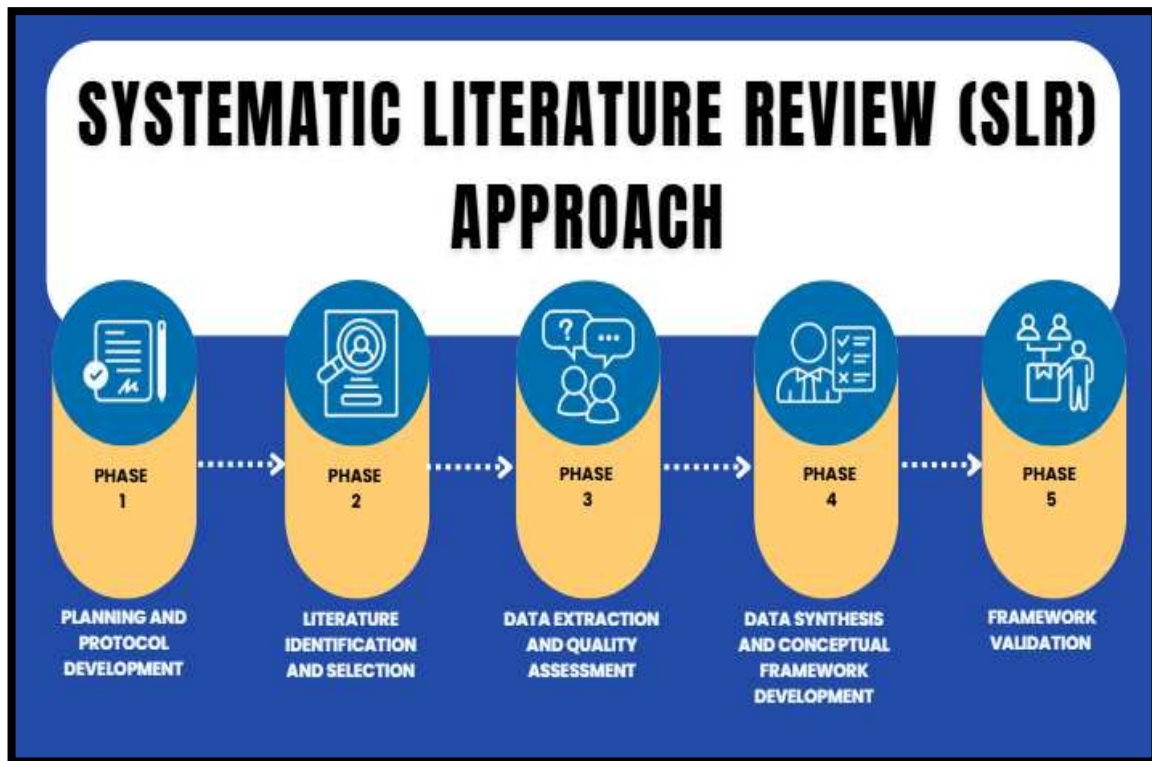 SYSTEMATIC LITERATURE REVIEW (SLR)
APPROACH
PHASE
1
PLANNING AND
PROTOCOL
DEVELOPMENT
PHASE
2
LITERATURE
IDENTIFICATION
AND SELECTION
PHASE
3
DATA EXTRACTION
AND QUALITY
ASSESSMENT
PHASE
4
DATA SYNTHESIS
AND CONCEPTUAL
FRAMEWORK
DEVELOPMENT
PHASE
5
FRAMEWORK
VALIDATION